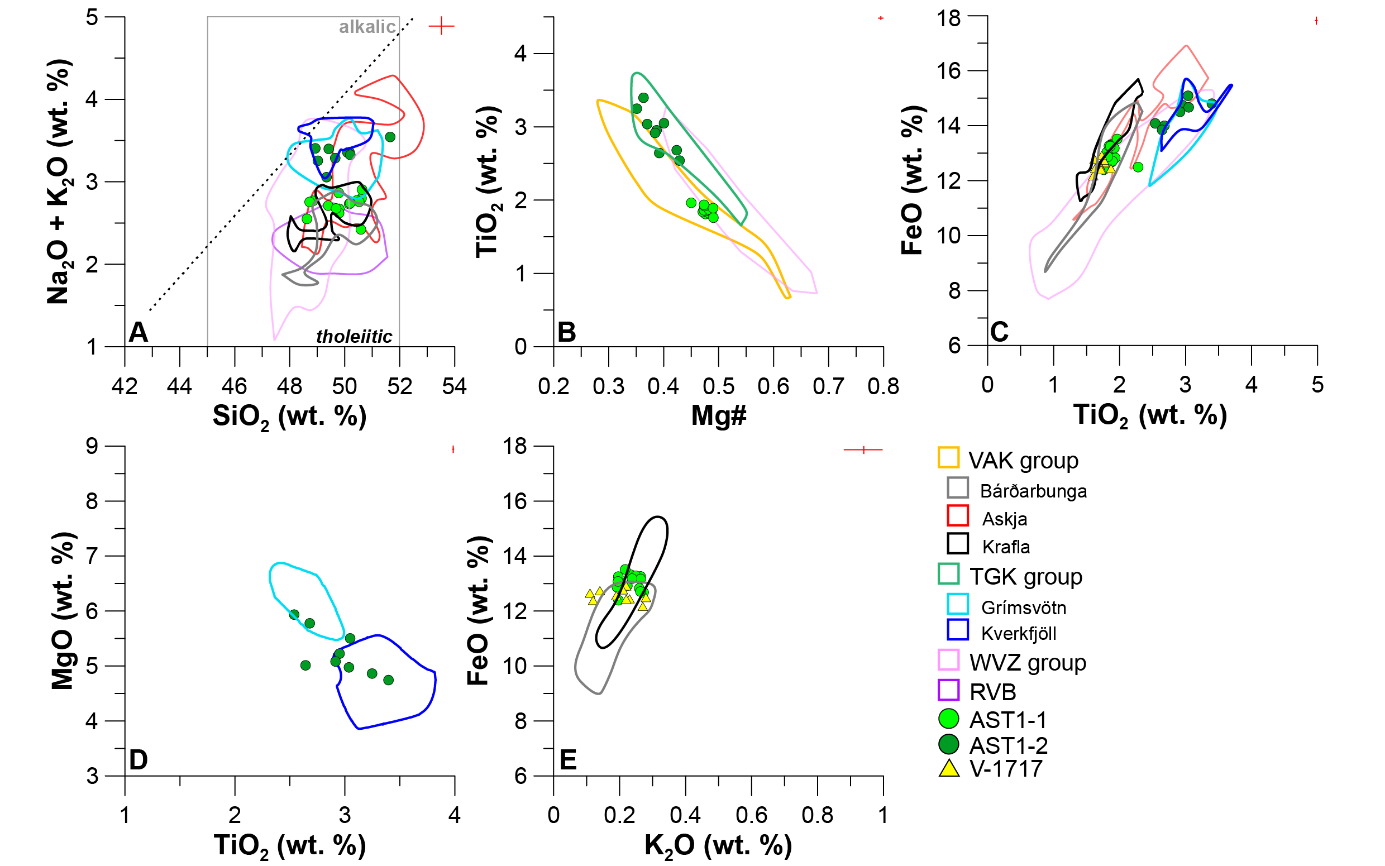 5
4
3
2
1
Na₂O + K₂O (wt. %)
alkalic
A
tholeiitic
42 44 46 48 50 52 54
SiO₂ (wt. %)
4
3
2
1
0
TiO₂ (wt. %)
B
0.2 0.3 0.4 0.5 0.6 0.7 0.8
Mg#
18
16
14
12
10
8
6
FeO (wt. %)
C
0 1 2 3 4 5
TiO₂ (wt. %)
9
8
7
6
5
4
3
MgO (wt. %)
D
1 2 3 4
TiO₂ (wt. %)
18
16
14
12
10
8
6
FeO (wt. %)
E
0 0.2 0.4 0.6 0.8 1
K₂O (wt. %)
VAK group
Bárðarbunga
Askja
Krafla
TGK group
Grímsvötn
Kverkfjöll
WVZ group
RVB
AST1-1
AST1-2
V-1717